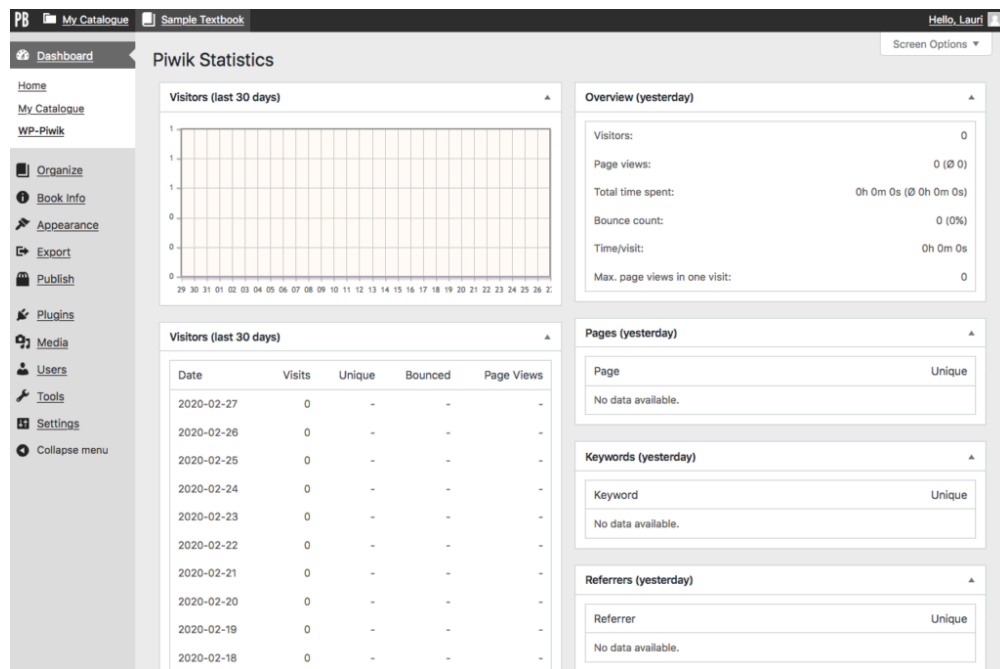 PB My Catalogue Sample Textbook Hello, Lauri
Screen Options ▼
Dashboard
Home
My Catalogue
WP-Piwik
Organize
Book Info
Appearance
Export
Publish
Plugins
Media
Users
Tools
Settings
Collapse menu
Piwik Statistics
Visitors (last 30 days)
1
1
1
0
0
0
29 30 31 01 02 03 04 05 06 07 08 09 10 11 12 13 14 15 16 17 18 19 20 21 22 23 24 25 26 27
Visitors (last 30 days)
Date Visits Unique Bounced Page Views
2020-02-27 0 - - -
2020-02-26 0 - - -
2020-02-25 0 - - -
2020-02-24 0 - - -
2020-02-23 0 - - -
2020-02-22 0 - - -
2020-02-21 0 - - -
2020-02-20 0 - - -
2020-02-19 0 - - -
2020-02-18 0 - - -
Overview (yesterday)
Visitors: 0
Page views: 0 (Ø 0)
Total time spent: 0h 0m 0s (Ø 0h 0m 0s)
Bounce count: 0 (0%)
Time/visit: 0h 0m 0s
Max. page views in one visit: 0
Pages (yesterday)
Page Unique
No data available.
Keywords (yesterday)
Keyword Unique
No data available.
Referrers (yesterday)
Referrer Unique
No data available.